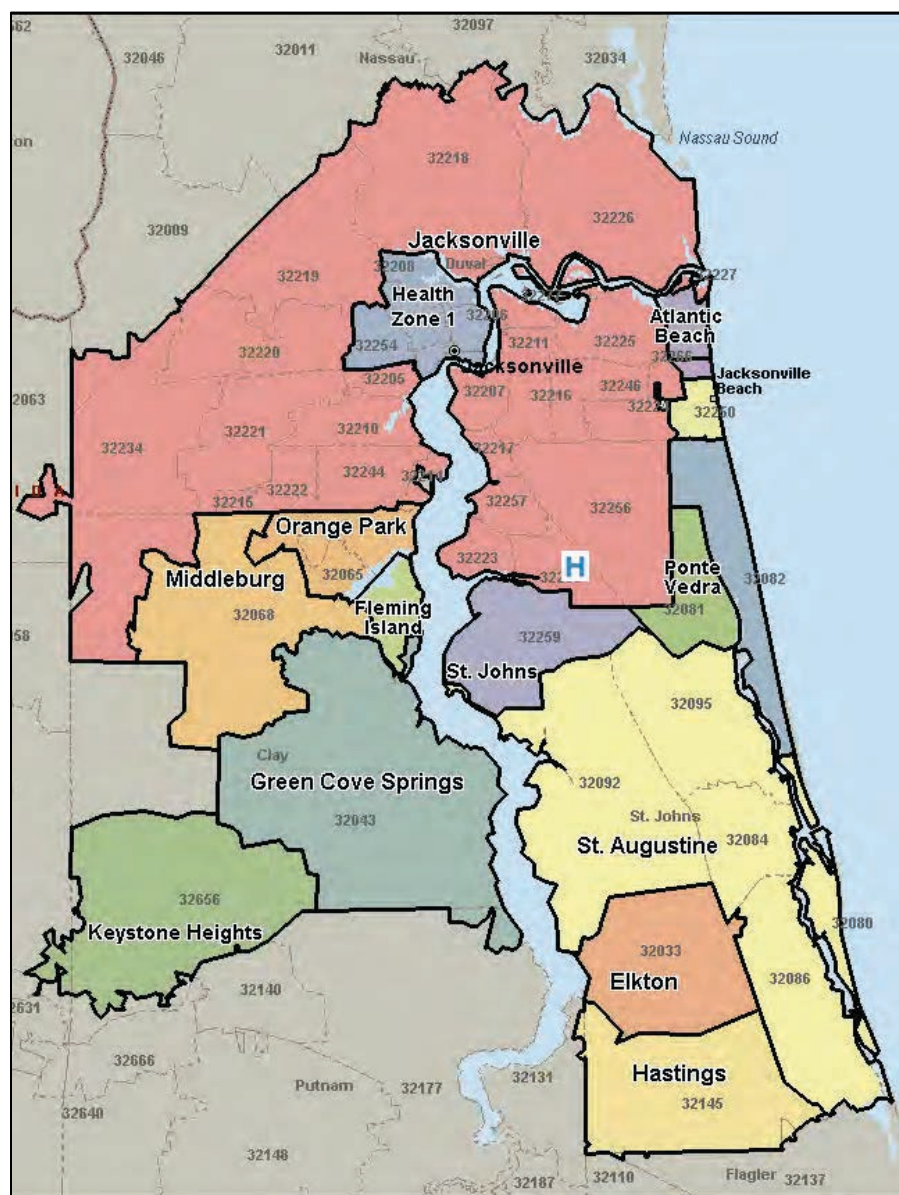 32097
32011
32046
Nassau
32034
Nassau Sound
32218
32009
32226
Jacksonville
32208
Duval
32219
32227
Health
Zone 1
Atlantic
Beach
32211
32225
32220
32254
Jacksonville
32205
Jacksonville
Beach
32063
32207
32216
32246
32250
32221
32210
32234
32217
32244
32222
32215
32257
32256
Orange Park
32223
H
Middleburg
32065
Ponte
Vedra
32082
32068
Fleming
Island
32081
32259
St. Johns
32095
Clay
Green Cove Springs
32092
32043
St. Johns
32084
St. Augustine
32656
Keystone Heights
32080
32033
Elkton
32086
32140
32666
32131
Putnam
32177
Hastings
32145
32640
32148
32187
32110
Flagler
32137